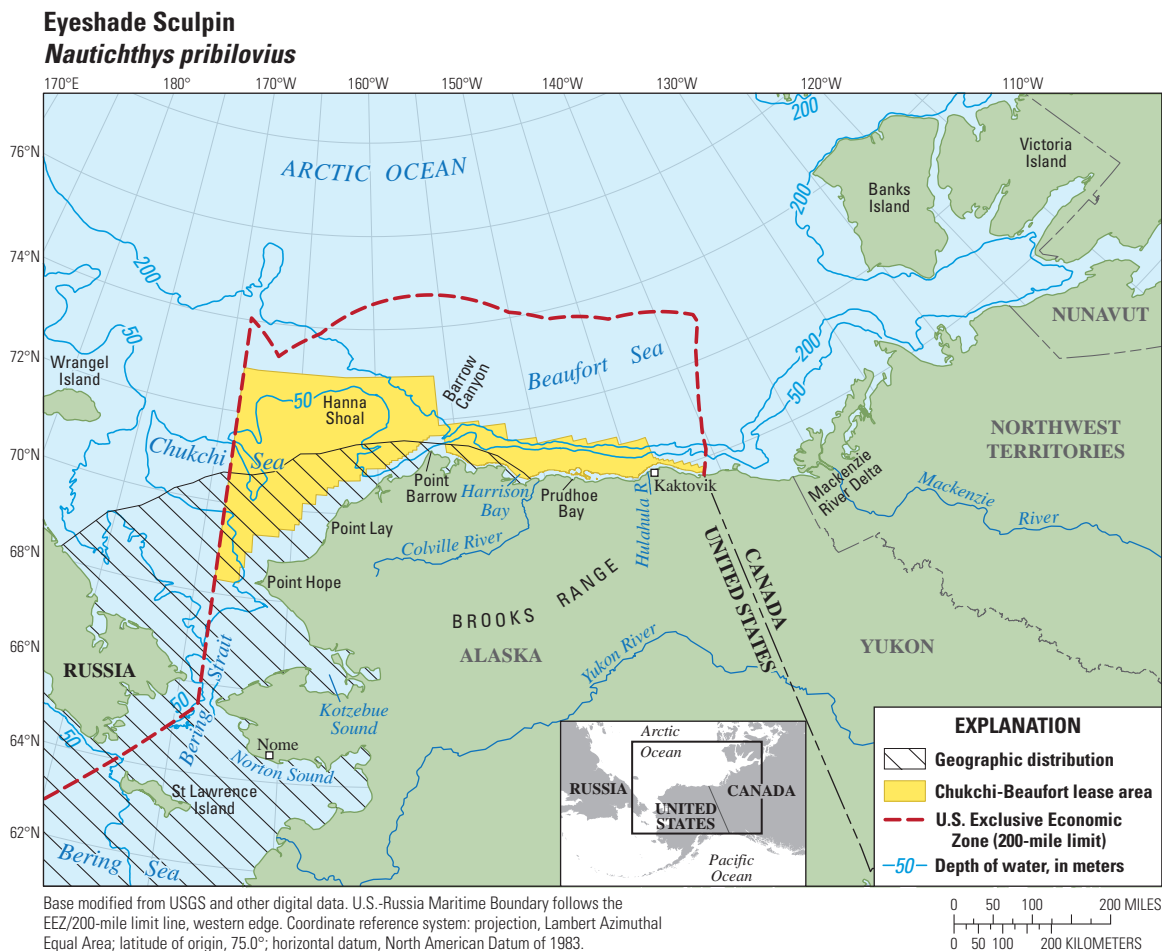 Eyeshade Sculpin
Nautichthys pribilovius
170°E
180°
170°W
160°W
150°W
140°W
130°W
120°W
110°W
76°N
74°N
72°N
70°N
68°N
66°N
64°N
62°N
ARCTIC OCEAN
200
200
200
Victoria
Island
Banks
Island
NUNAVUT
50
Wrangel
Island
Beaufort Sea
Barrow
Canyon
50
Hanna
Shoal
200
50
Chukchi Sea
NORTHWEST
TERRITORIES
Point
Barrow
Harrison
Bay
Prudhoe
Bay
Hulahula R.
Kaktovik
Mackenzie
River Delta
Mackenzie River
Point Lay
Colville River
Point Hope
BROOKS RANGE
CANADA
UNITED STATES
ALASKA
YUKON
Yukon River
RUSSIA
Bering Strait
50
50
Kotzebue
Sound
Nome
Norton Sound
St Lawrence
Island
Bering Sea
Arctic
Ocean
RUSSIA
UNITED
STATES
CANADA
Pacific
Ocean
EXPLANATION
Geographic distribution
Chukchi-Beaufort lease area
U.S. Exclusive Economic
Zone (200-mile limit)
50 Depth of water, in meters
Base modified from USGS and other digital data. U.S.-Russia Maritime Boundary follows the
EEZ/200-mile limit line, western edge. Coordinate reference system: projection, Lambert Azimuthal
Equal Area; latitude of origin, 75.0°; horizontal datum, North American Datum of 1983.
0 50 100 200 MILES
0 50 100 200 KILOMETERS